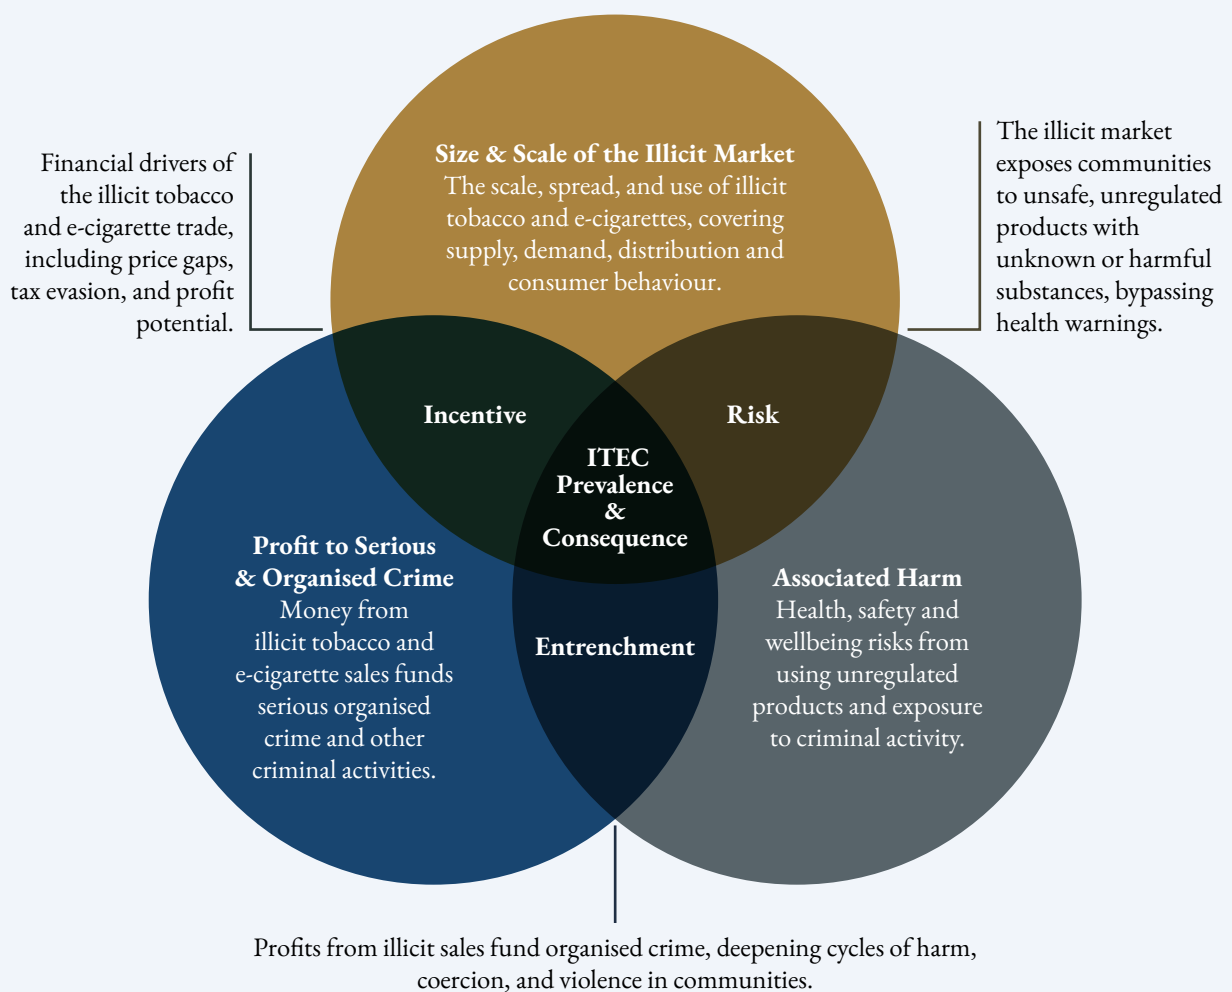 Size & Scale of the Illicit Market
The scale, spread, and use of illicit
tobacco and e-cigarettes, covering
supply, demand, distribution and
consumer behaviour.
Financial drivers of
the illicit tobacco
and e-cigarette trade,
including price gaps,
tax evasion, and profit
potential.
The illicit market
exposes communities
to unsafe, unregulated
products with
unknown or harmful
substances, bypassing
health warnings.
Incentive
Risk
ITEC
Prevalence
&
Consequence
Profit to Serious
& Organised Crime
Money from
illicit tobacco and
e-cigarette sales funds
serious organised
crime and other
criminal activities.
Entrenchment
Associated Harm
Health, safety and
wellbeing risks from
using unregulated
products and exposure
to criminal activity.
Profits from illicit sales fund organised crime, deepening cycles of harm,
coercion, and violence in communities.